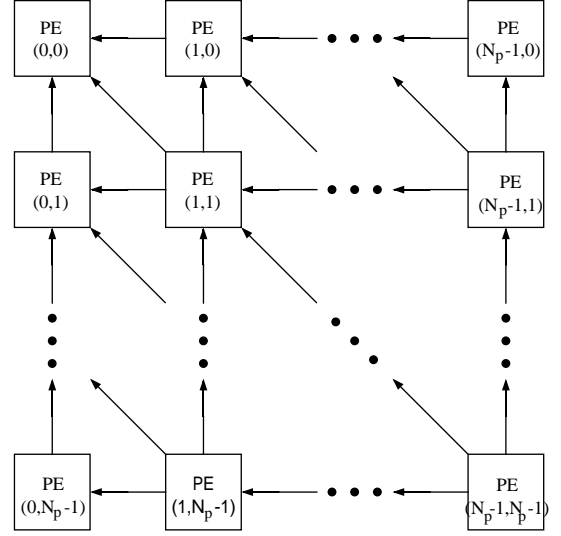 PE
(0,0)
PE
(1,0)
PE
(Np-1,0)
PE
(0,1)
PE
(1,1)
PE
(Np-1,1)
PE
(0,Np-1)
PE
(1,Np-1)
PE
(Np-1,Np-1)